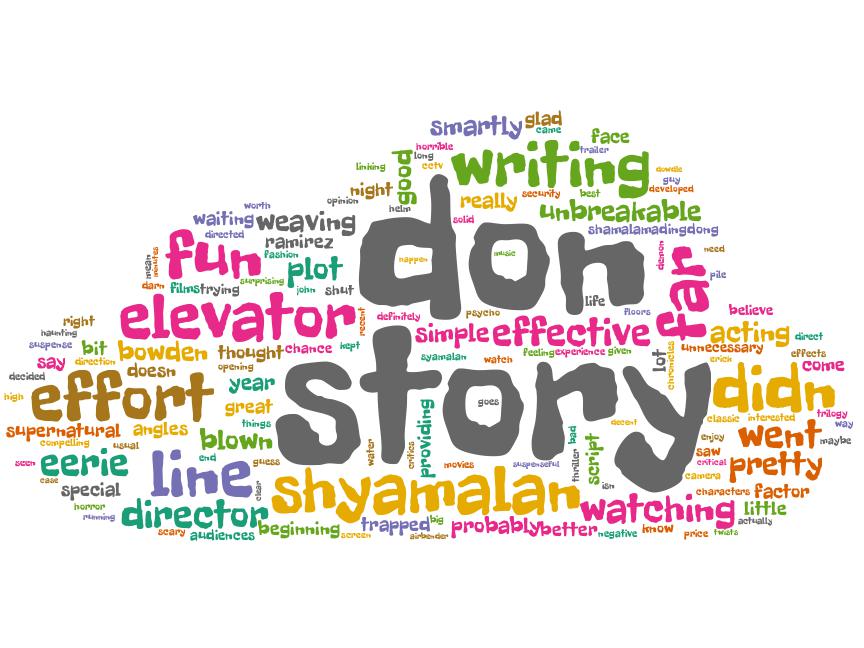 smartly glad
came
horrible face
trailer
long
linking cctv good writing
dowdle
guy
night really security best developed
opinion
worth helm
waiting weaving solid unbreakable
directed ramirez don shamalamadingdong
fun fashion plot happen music demon need
mean minutes surprising pile
darn films trying john shut life far
elevator recent definitely psycho floors believe
right
haunting simple effective acting direct
suspense bit bowden thought chance kept syamalan watch feeling experience given lot unnecessary effects
say direction opening chronicles erick come
decided doesn
high effort year story goes didn
great things classic interested trilogy
supernatural angles providing decent way
compelling usual blown water critics bad enjoy went maybe
seen eerie end guess movies suspenseful thriller script saw critical pretty
case line clear camera
special shyamalan isn characters factor
horror director watching little
running beginning trapped big probably better actually
scary audiences screen airbender negative know price twists